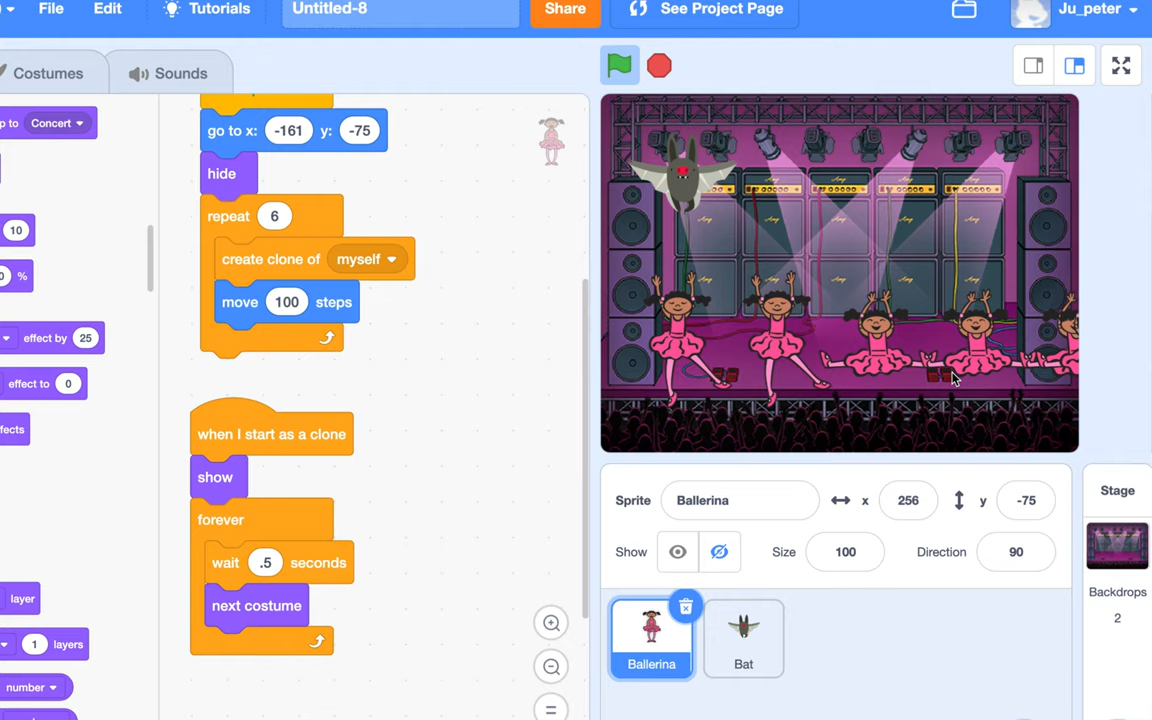 File Edit Tutorials Untitled-8 Share See Project Page Ju_peter
Costumes Sounds
to Concert
10
%
effect by 25
effect to 0
layer
1 layers
number
go to x: -161 y: -75
hide
repeat 6
create clone of myself
move 100 steps
when I start as a clone
show
forever
wait .5 seconds
next costume
Sprite Ballerina x 256 y -75
Show Size 100 Direction 90
Ballerina Bat
Stage
Backdrops
2